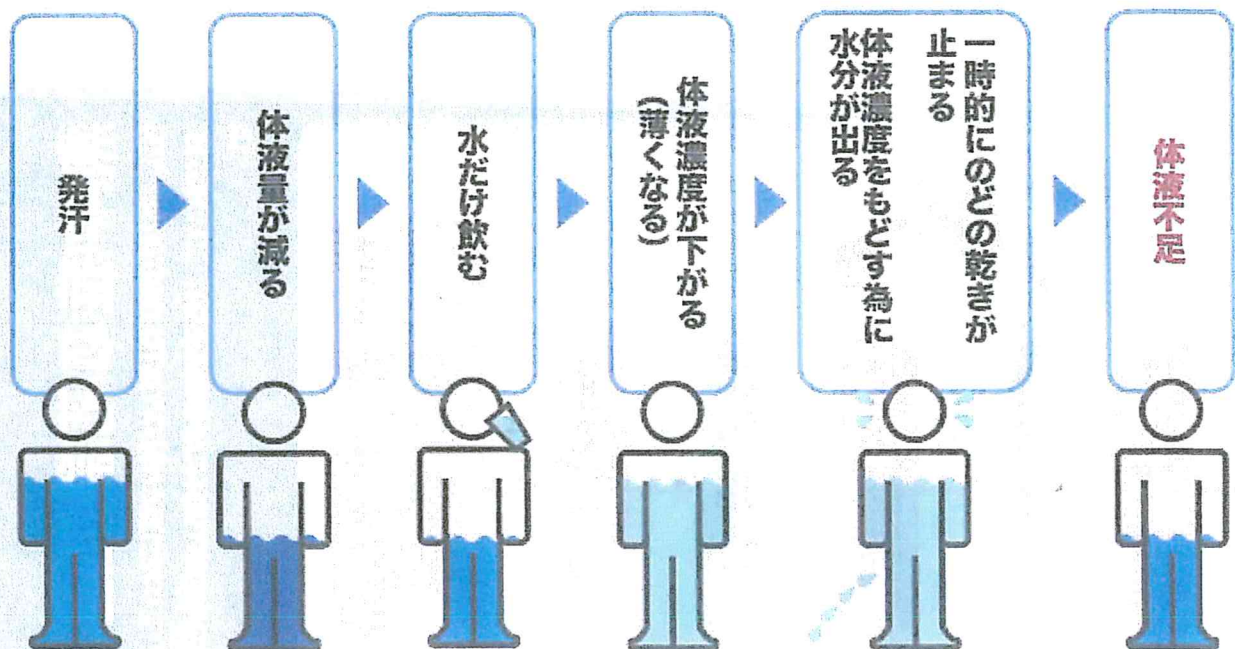 発汗
体液量が減る
水だけ飲む
体液濃度が下がる
(薄くなる)
一時的にのどの乾きが
止まる
体液濃度をもどす為に
水分が出る
体液不足